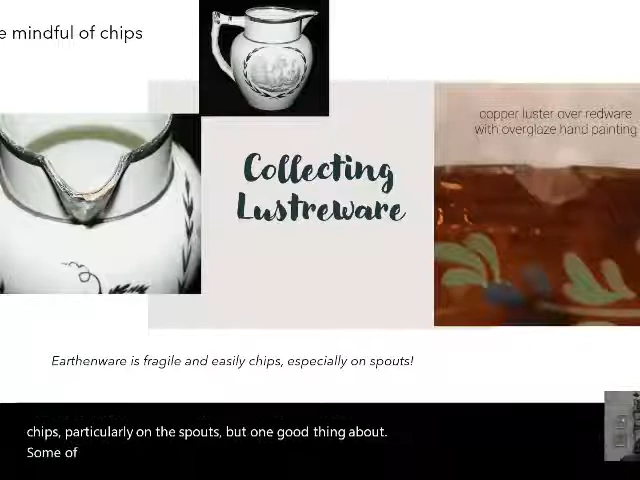 e mindful of chips
copper luster over redware
with overglaze hand painting
Collecting
Lustreware
Earthenware is fragile and easily chips, especially on spouts!
chips, particularly on the spouts, but one good thing about.
Some of